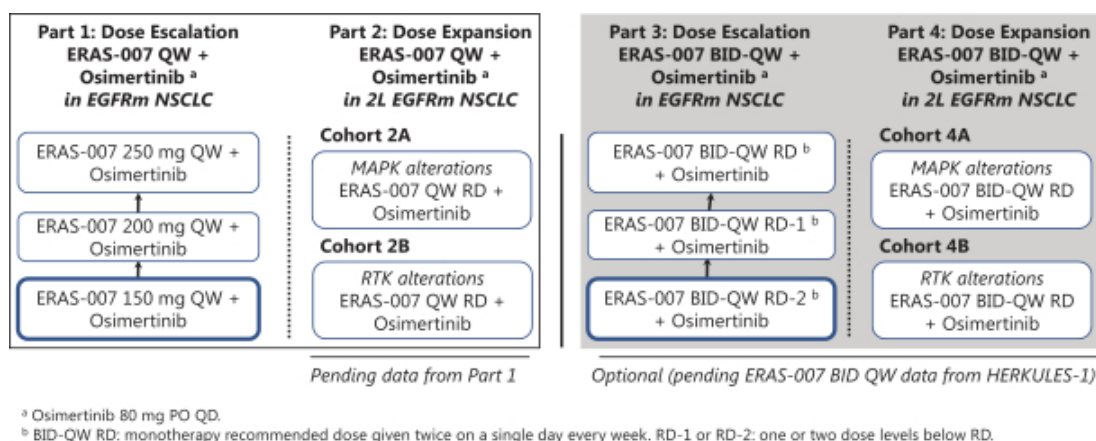 Part 1: Dose Escalation
ERAS-007 QW +
Osimertinib ᵃ
in EGFRm NSCLC
ERAS-007 250 mg QW +
Osimertinib
ERAS-007 200 mg QW +
Osimertinib
ERAS-007 150 mg QW +
Osimertinib
Part 2: Dose Expansion
ERAS-007 QW +
Osimertinib ᵃ
in 2L EGFRm NSCLC
Cohort 2A
MAPK alterations
ERAS-007 QW RD +
Osimertinib
Cohort 2B
RTK alterations
ERAS-007 QW RD +
Osimertinib
Pending data from Part 1
Part 3: Dose Escalation
ERAS-007 BID-QW +
Osimertinib ᵃ
in EGFRm NSCLC
ERAS-007 BID-QW RD ᵇ
+ Osimertinib
ERAS-007 BID-QW RD-1 ᵇ
+ Osimertinib
ERAS-007 BID-QW RD-2 ᵇ
+ Osimertinib
Part 4: Dose Expansion
ERAS-007 BID-QW +
Osimertinib ᵃ
in 2L EGFRm NSCLC
Cohort 4A
MAPK alterations
ERAS-007 BID-QW RD
+ Osimertinib
Cohort 4B
RTK alterations
ERAS-007 BID-QW RD
+ Osimertinib
Optional (pending ERAS-007 BID QW data from HERKULES-1)
ᵃ Osimertinib 80 mg PO QD.
ᵇ BID-QW RD: monotherapy recommended dose given twice on a single day every week. RD-1 or RD-2: one or two dose levels below RD.